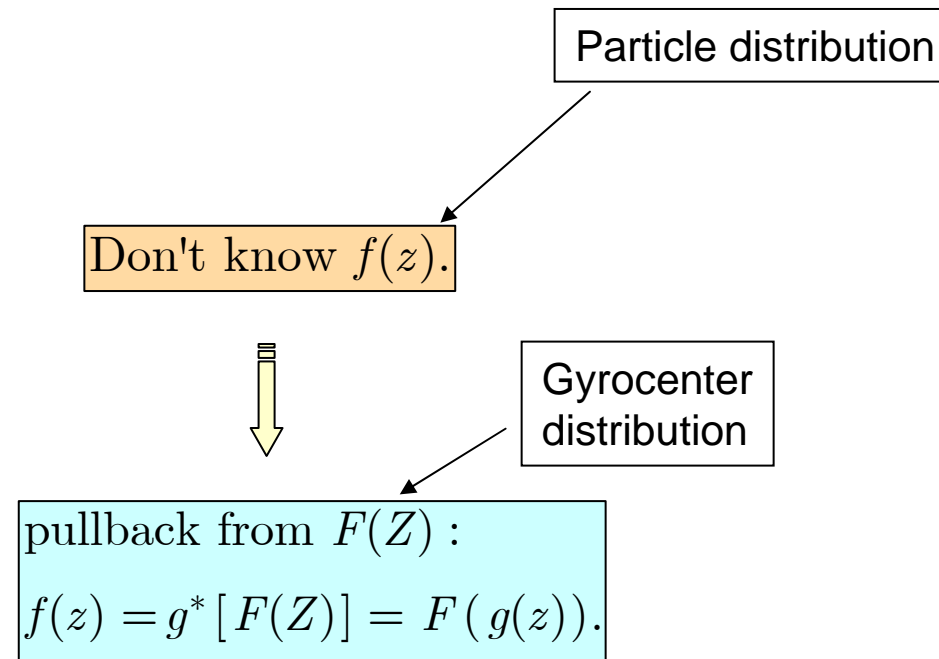 Particle distribution
Don't know f(z).
Gyrocenter
distribution
pullback from F(Z) :
f(z) = g* [ F(Z) ] = F ( g(z)).